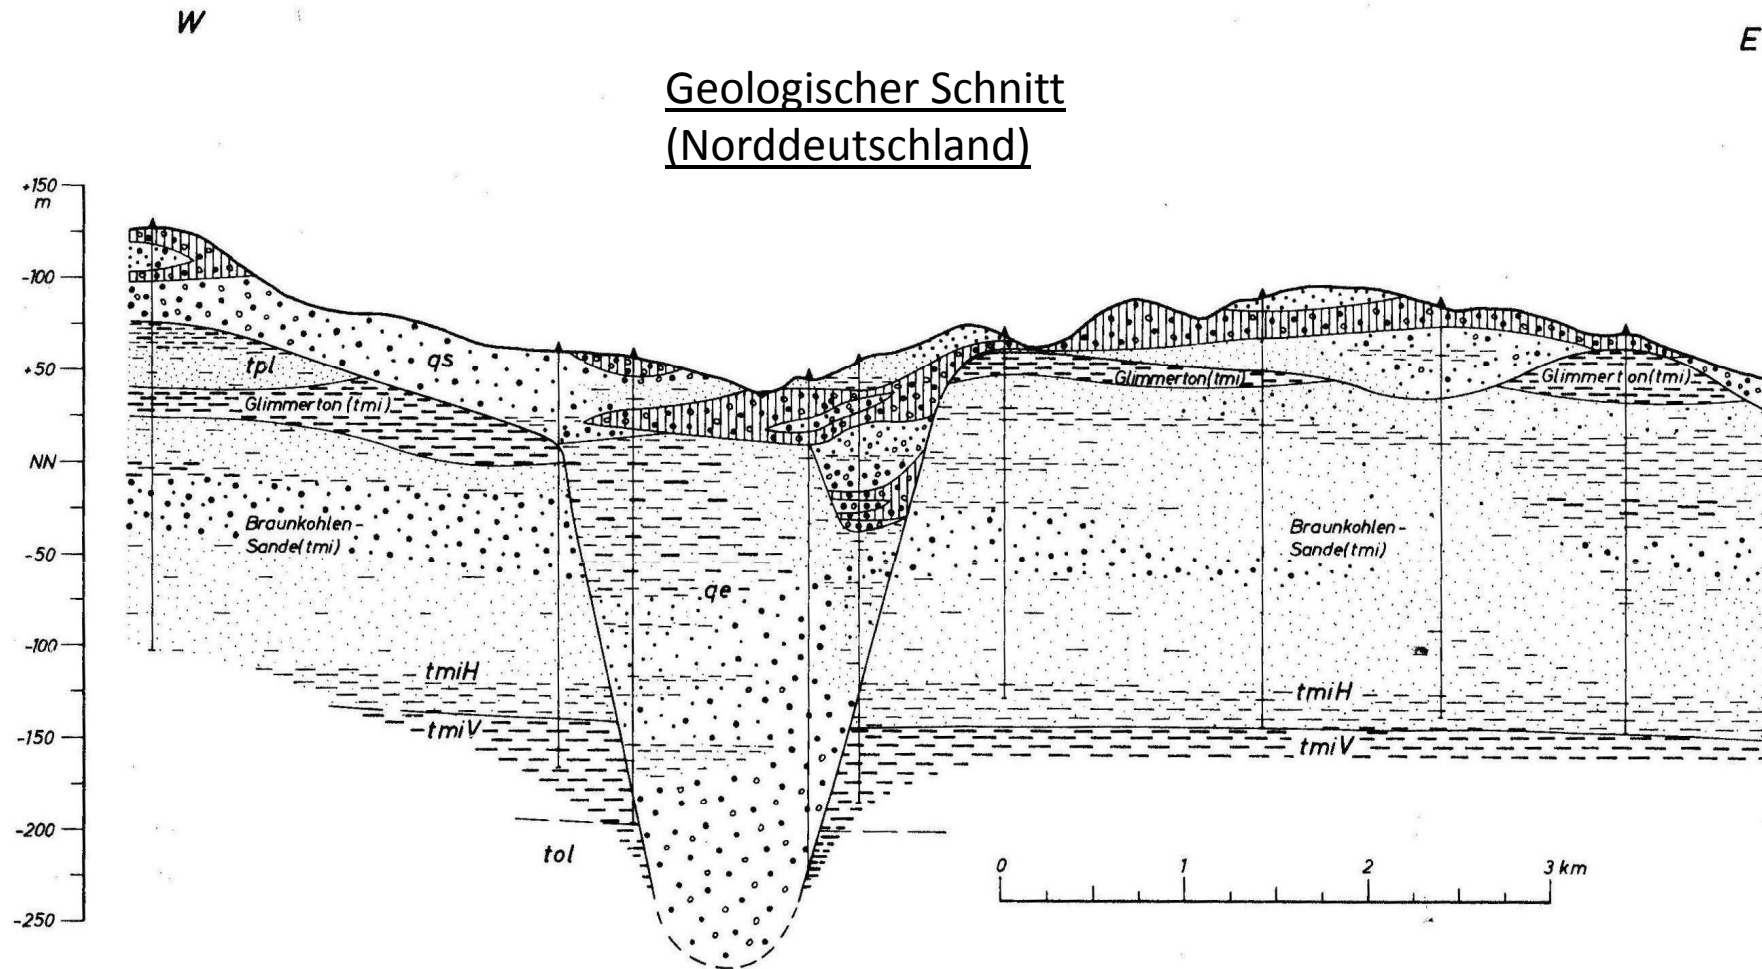 W
E
Geologischer Schnitt
(Norddeutschland)
+150
m
-100
+50
NN
-50
-100
-150
-200
-250
tpl
qs
Glimmerton (tmi)
Glimmerton(tmi)
Glimmerton(tmi)
Braunkohlen-
Sande(tmi)
qe
Braunkohlen-
Sande(tmi)
tmiH
tmiH
tmiV
tmiV
tol
0 1 2 3 km